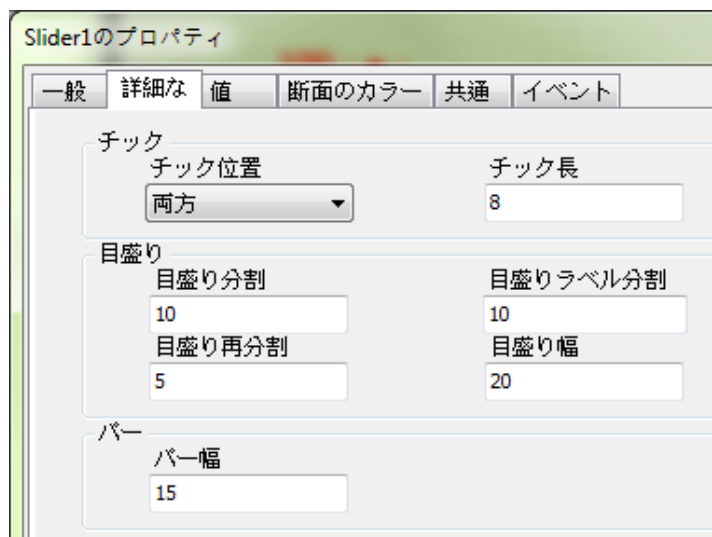 Slider1のプロパティ
一般 詳細な 値 断面のカラー 共通 イベント
チック
チック位置 チック長
両方 8
目盛り
目盛り分割 目盛りラベル分割
10 10
目盛り再分割 目盛り幅
5 20
バー
バー幅
15